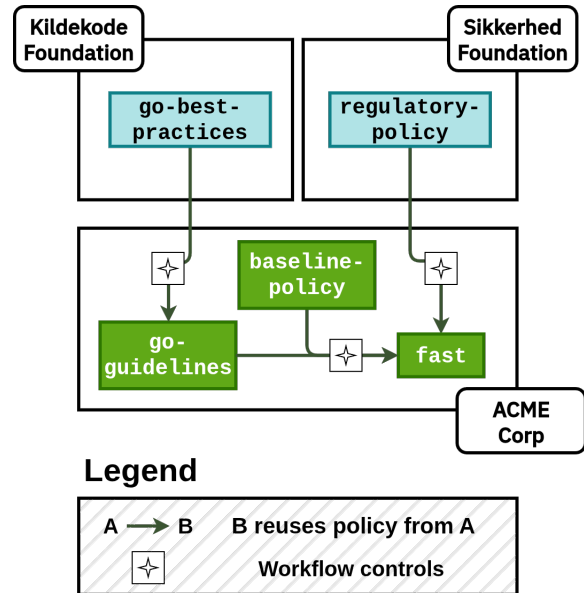 Kildekode
Foundation
Sikkerhed
Foundation
go-best-
practices
regulatory-
policy
baseline-
policy
go-
guidelines
fast
ACME
Corp
Legend
A B B reuses policy from A
Workflow controls